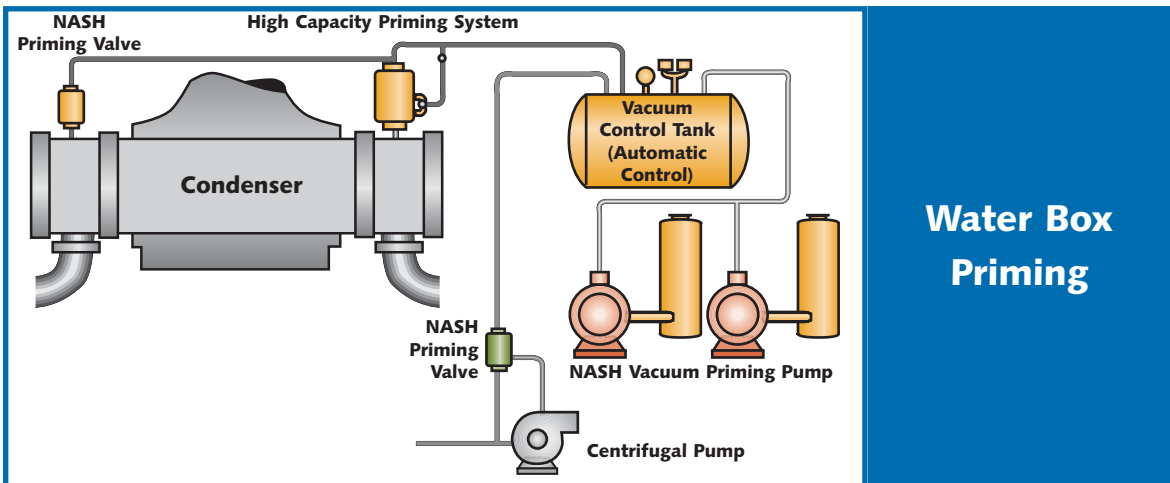 NASH
Priming Valve
High Capacity Priming System
Vacuum
Control Tank
(Automatic
Control)
Condenser
NASH
Priming
Valve
NASH Vacuum Priming Pump
Centrifugal Pump
Water Box
Priming